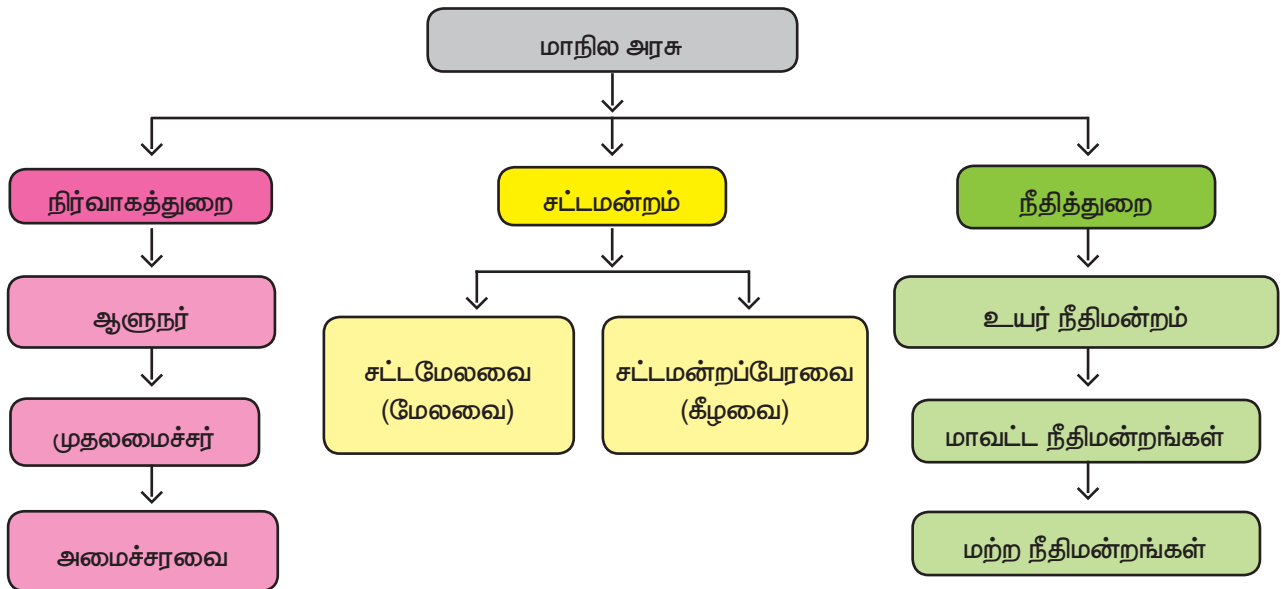 மாநில அரசு
நிர்வாகத்துறை
சட்டமன்றம்
நீதித்துறை
ஆளுநர்
உயர் நீதிமன்றம்
சட்டமேலவை
(மேலவை)
சட்டமன்றப்பேரவை
(கீழவை)
முதலமைச்சர்
மாவட்ட நீதிமன்றங்கள்
அமைச்சரவை
மற்ற நீதிமன்றங்கள்